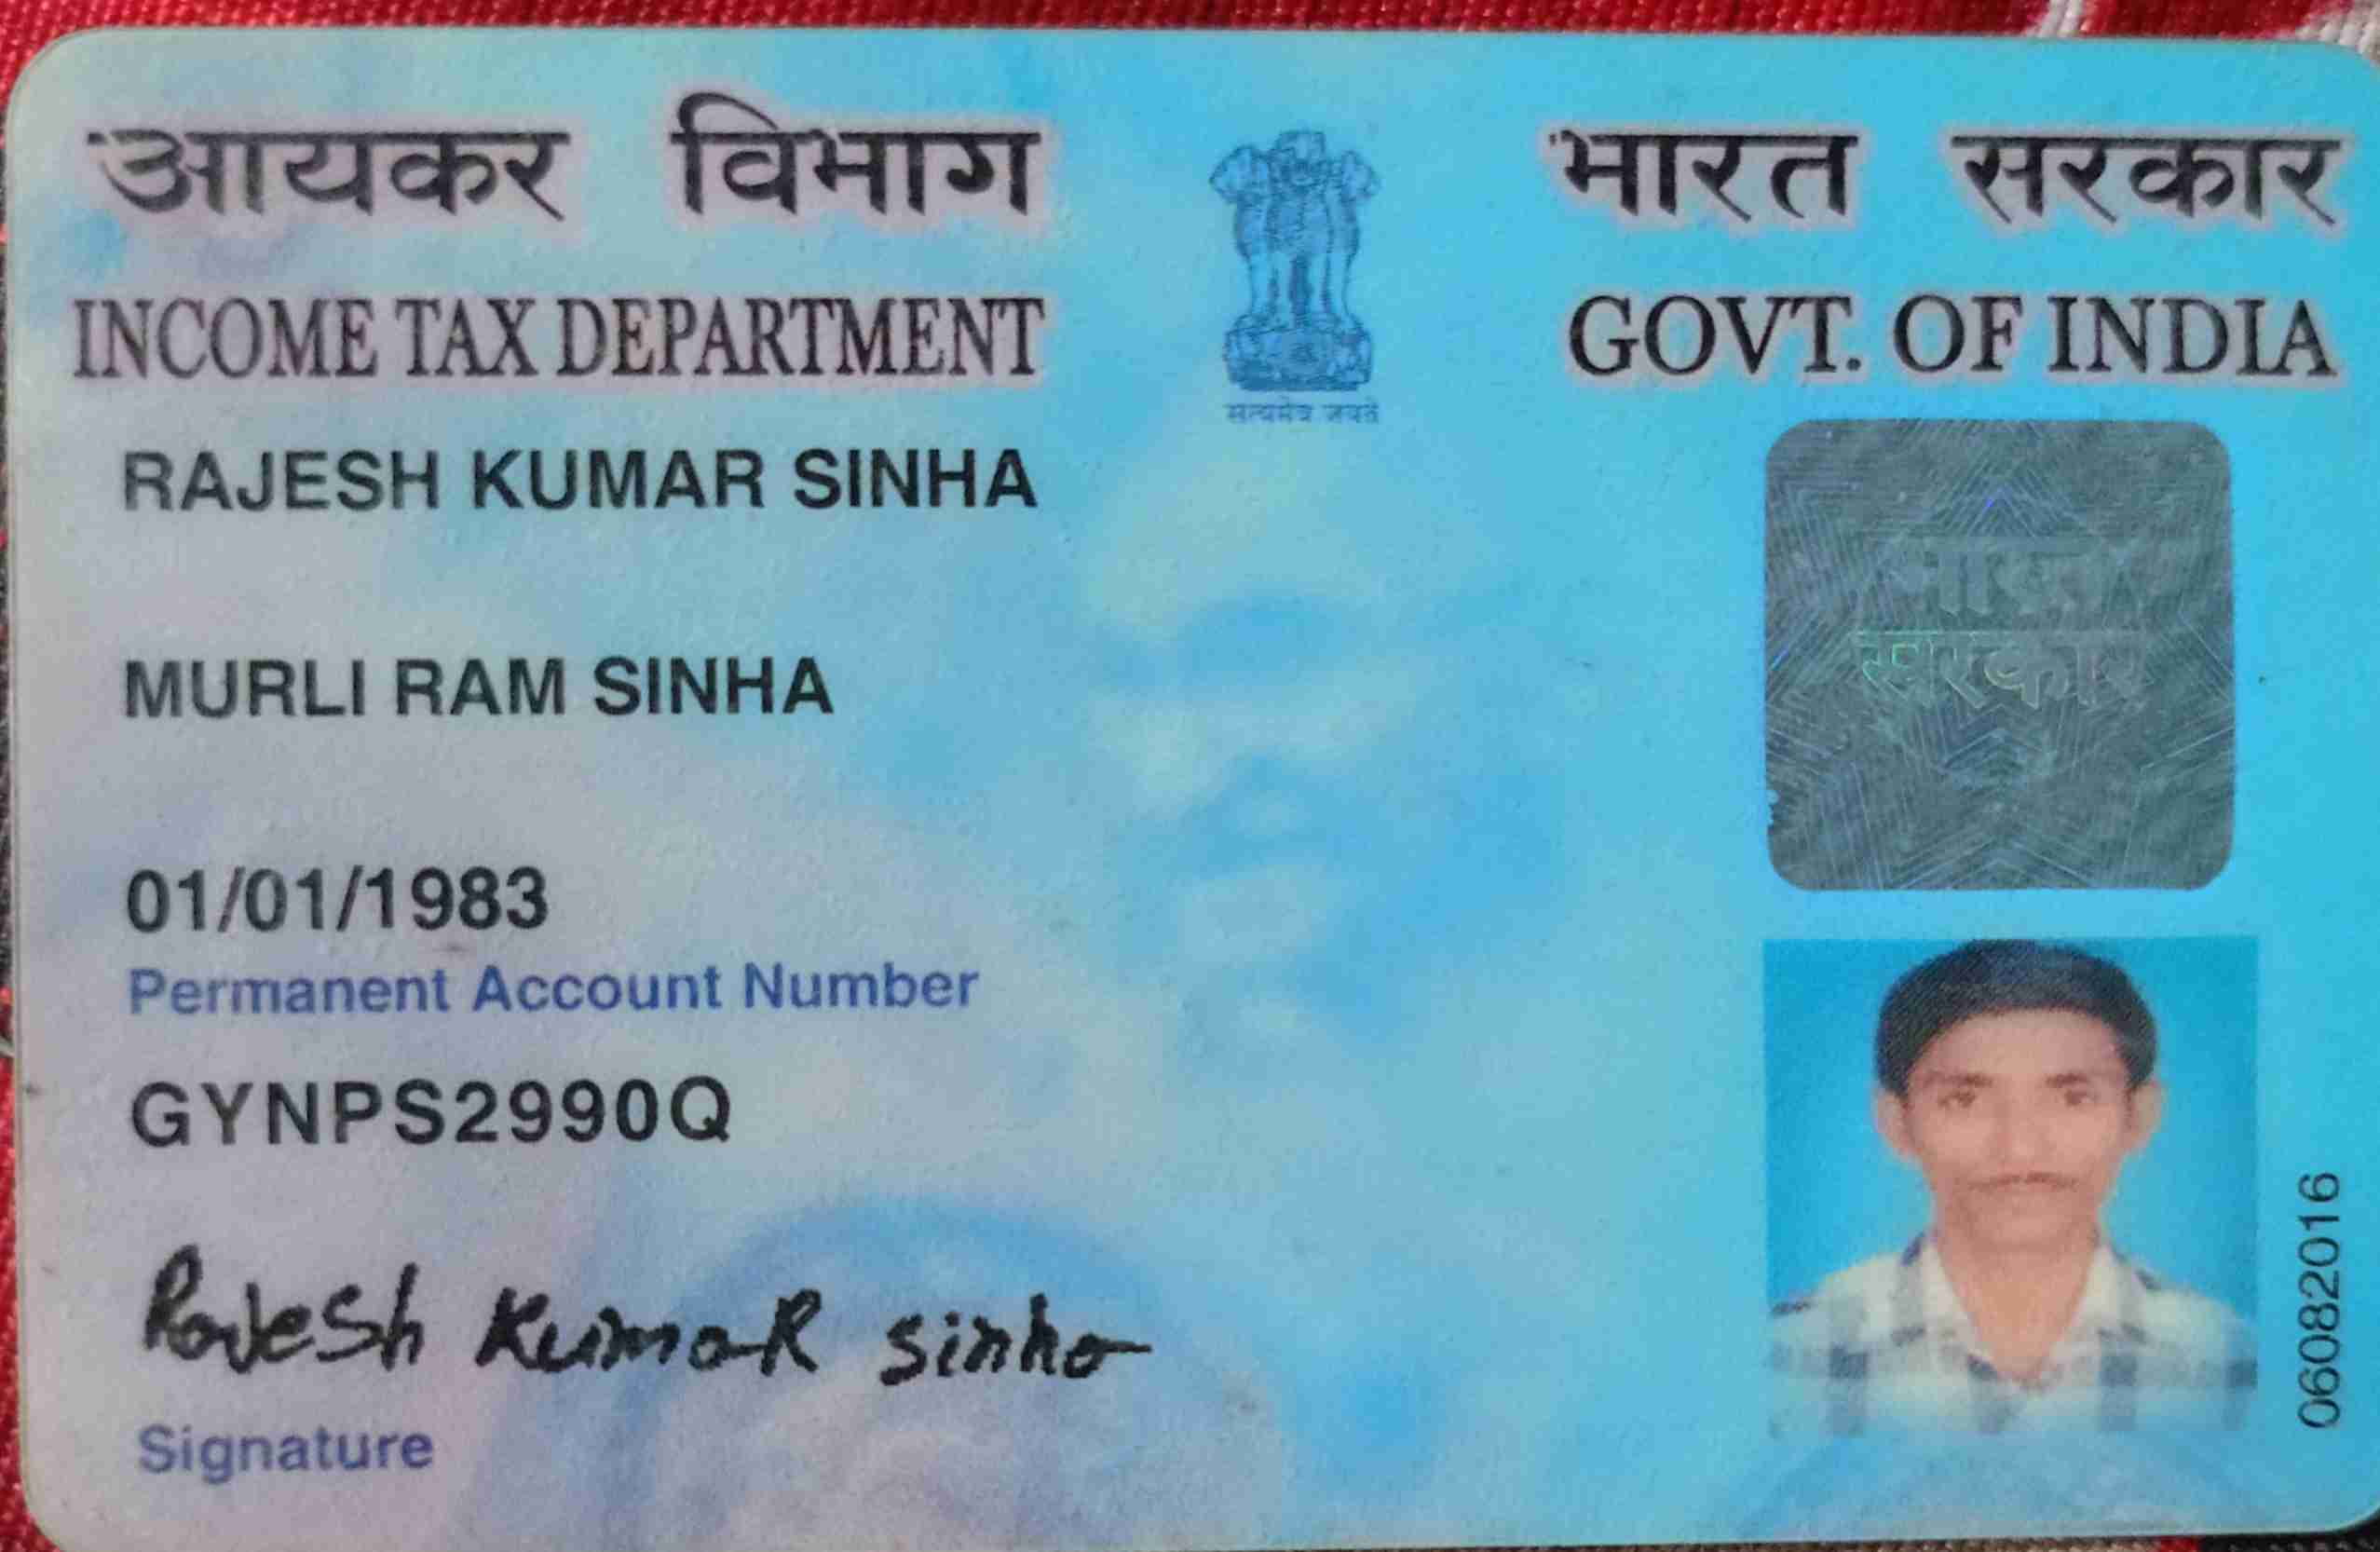 आयकर विभाग
INCOME TAX DEPARTMENT
सत्यमेव जयते
भारत सरकार
GOVT. OF INDIA
RAJESH KUMAR SINHA
MURLI RAM SINHA
01/01/1983
Permanent Account Number
GYNPS2990Q
Rajesh Kumar Sinha
Signature
भारत
सरकार
06082016